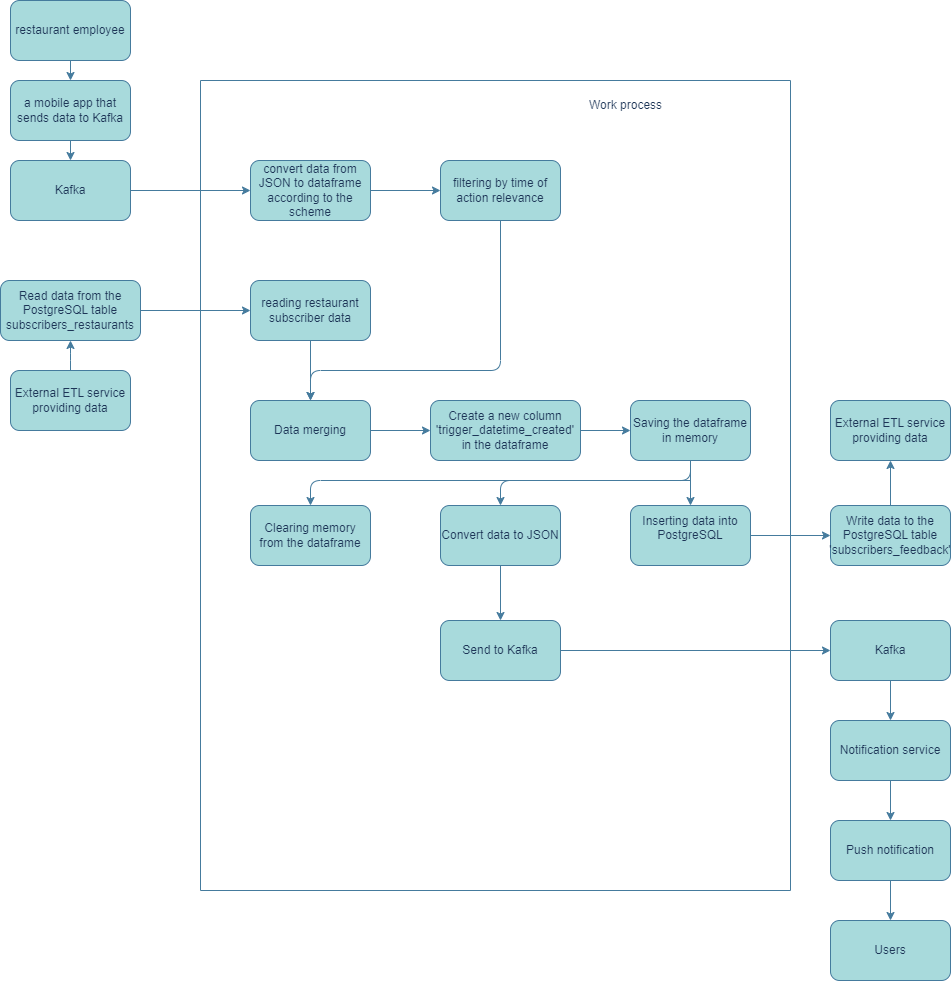 restaurant employee
a mobile app that
sends data to Kafka
Work process
Kafka
convert data from
JSON to dataframe
according to the
scheme
filtering by time of
action relevance
Read data from the
PostgreSQL table
subscribers_restaurants
reading restaurant
subscriber data
External ETL service
providing data
Data merging
Create a new column
'trigger_datetime_created'
in the dataframe
Saving the dataframe
in memory
External ETL service
providing data
Clearing memory
from the dataframe
Convert data to JSON
Inserting data into
PostgreSQL
Write data to the
PostgreSQL table
'subscribers_feedback'
Send to Kafka
Kafka
Notification service
Push notification
Users